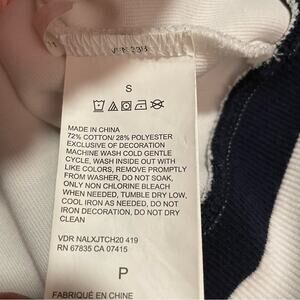 S
MADE IN CHINA
72% COTTON/ 28% POLYESTER
EXCLUSIVE OF DECORATION
MACHINE WASH COLD GENTLE
CYCLE, WASH INSIDE OUT WITH
LIKE COLORS, REMOVE PROMPTLY
FROM WASHER, DO NOT SOAK,
ONLY NON CHLORINE BLEACH
WHEN NEEDED, TUMBLE DRY LOW,
COOL IRON AS NEEDED, DO NOT
IRON DECORATION, DO NOT DRY
CLEAN
VDR NALXJTCH20 419
RN 67835 CA 07415
P
FABRIQUÉ EN CHINE